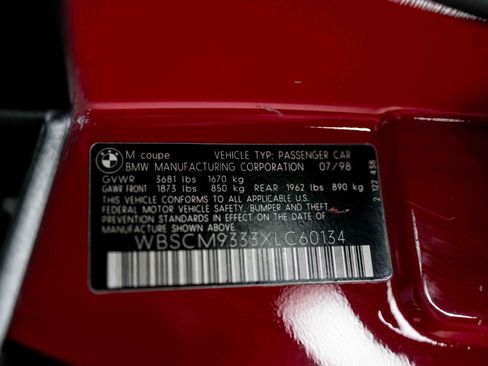 M coupe VEHICLE TYP: PASSENGER CAR
BMW MANUFACTURING CORPORATION 07/98
GVWR 3681 lbs 1670 kg
GAWR FRONT 1873 lbs 850 kg REAR 1962 lbs 890 kg
THIS VEHICLE CONFORMS TO ALL APPLICABLE U.S.
FEDERAL MOTOR VEHICLE SAFETY, BUMPER AND THEFT
PREVENTION STANDARDS IN EFFECT ON THE DATE OF
MANUFACTURE SHOWN ABOVE.
WBSCM9333XLC60134
2 127 438